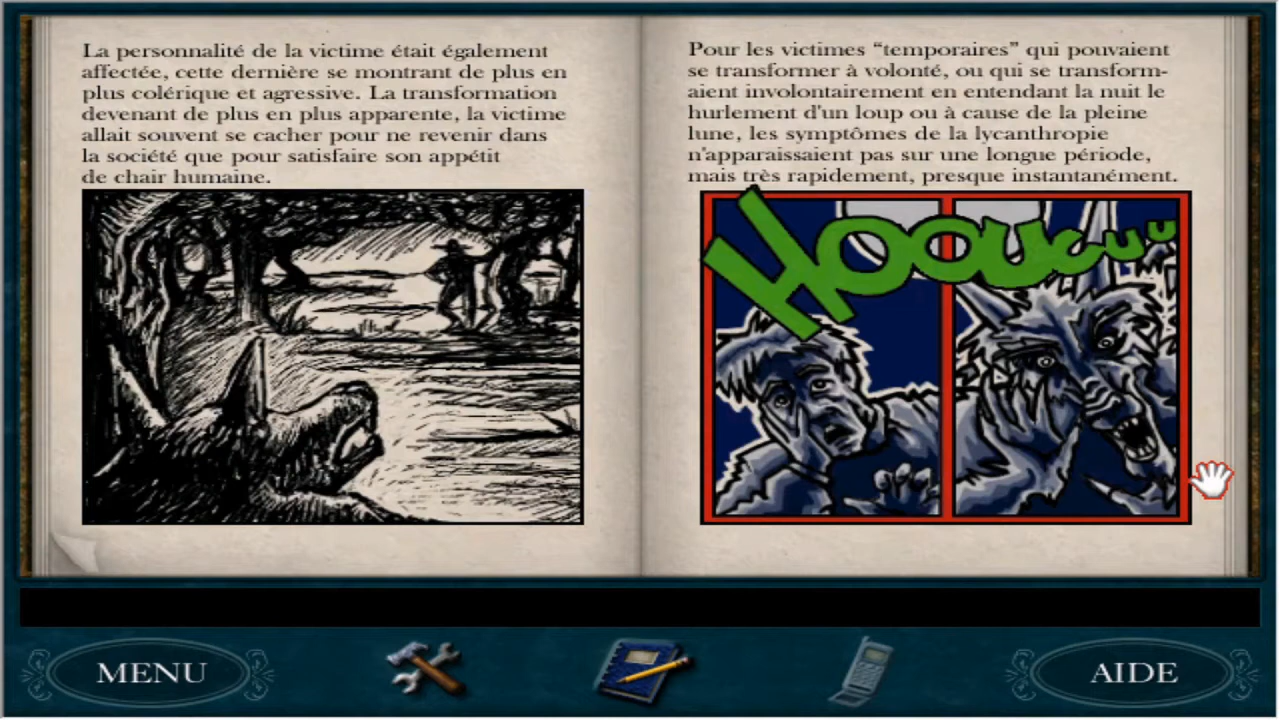 La personnalité de la victime était également
affectée, cette dernière se montrant de plus en
plus colérique et agressive. La transformation
devenant de plus en plus apparente, la victime
allait souvent se cacher pour ne revenir dans
la société que pour satisfaire son appétit
de chair humaine.
Pour les victimes “temporaires” qui pouvaient
se transformer à volonté, ou qui se transform-
aient involontairement en entendant la nuit le
hurlement d'un loup ou à cause de la pleine
lune, les symptômes de la lycanthropie
n'apparaissaient pas sur une longue période,
mais très rapidement, presque instantanément.
HOOUUUU
MENU
AIDE